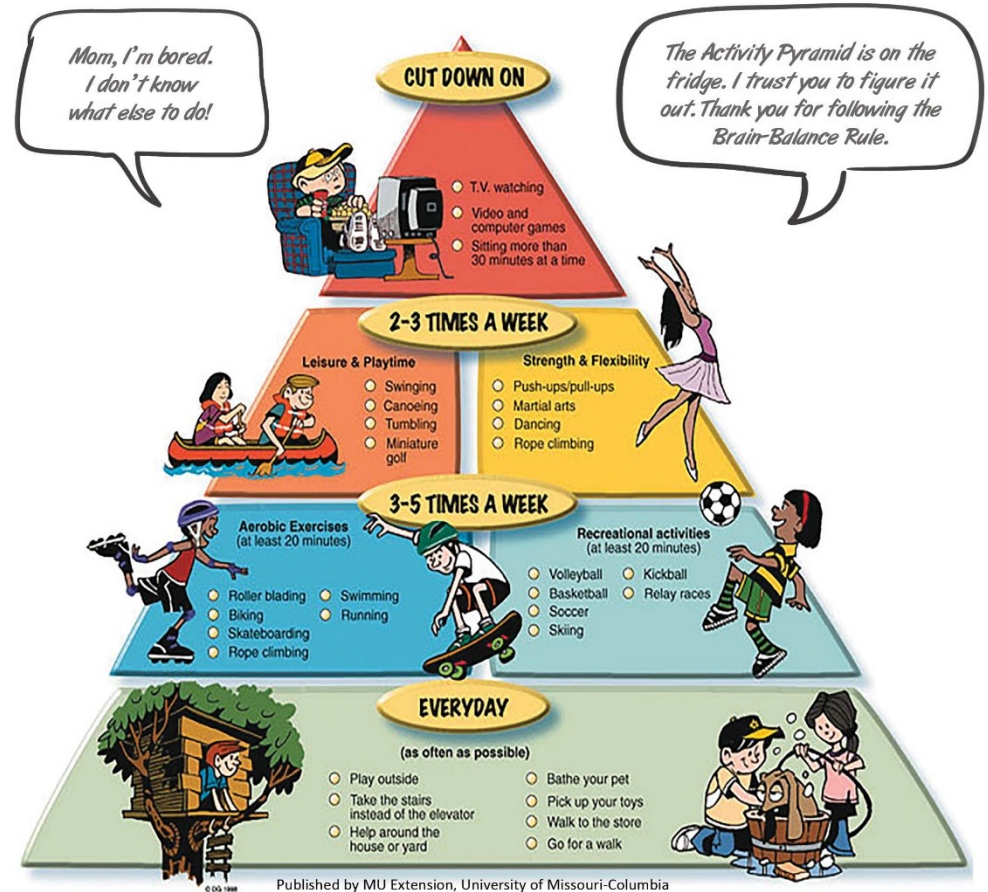 Mom, I'm bored.
I don't know
what else to do!
The Activity Pyramid is on the
fridge. I trust you to figure it
out. Thank you for following the
Brain-Balance Rule.
CUT DOWN ON
T.V. watching
Video and
computer games
Sitting more than
30 minutes at a time
2-3 TIMES A WEEK
Leisure & Playtime
Swinging
Canoeing
Tumbling
Miniature
golf
Strength & Flexibility
Push-ups/pull-ups
Martial arts
Dancing
Rope climbing
3-5 TIMES A WEEK
Aerobic Exercises
(at least 20 minutes)
Roller blading
Biking
Skateboarding
Rope climbing
Swimming
Running
Recreational activities
(at least 20 minutes)
Volleyball
Basketball
Soccer
Skiing
Kickball
Relay races
EVERYDAY
(as often as possible)
Play outside
Take the stairs
instead of the elevator
Help around the
house or yard
Bathe your pet
Pick up your toys
Walk to the store
Go for a walk
© DG 1998
Published by MU Extension, University of Missouri-Columbia